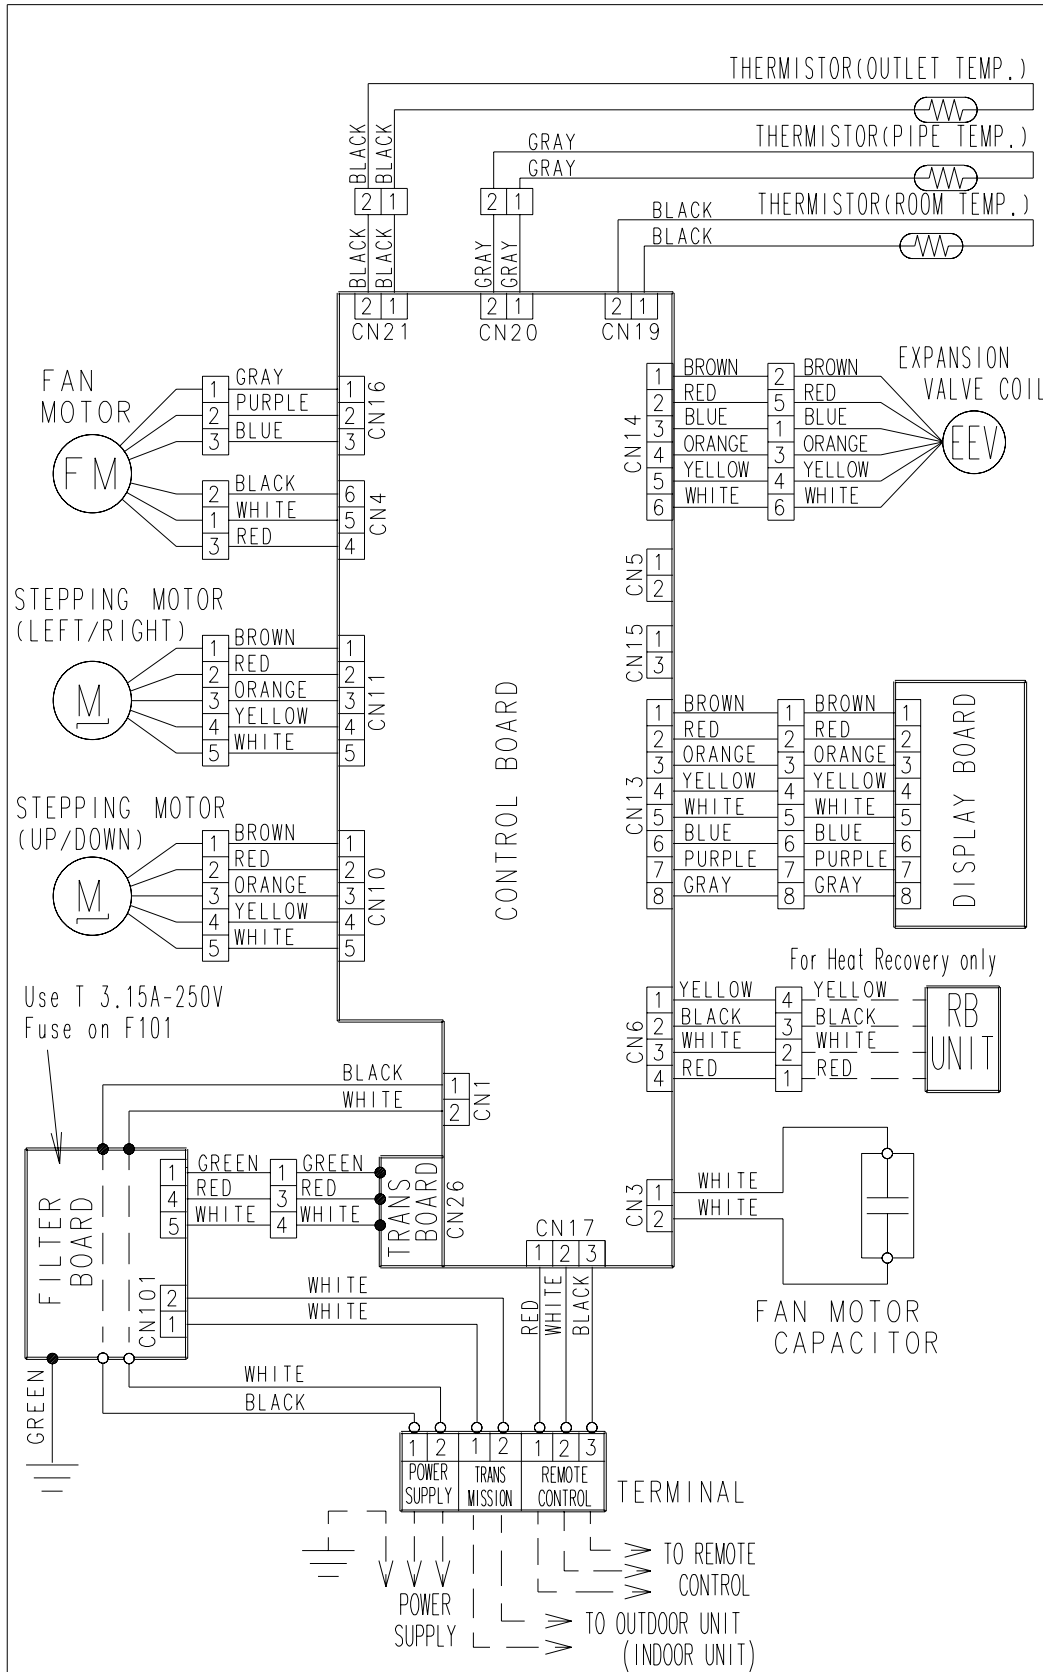 THERMISTOR(OUTLET TEMP.)
BLACK
BLACK
THERMISTOR(PIPE TEMP.)
GRAY
GRAY
2 1
2 1
THERMISTOR(ROOM TEMP.)
BLACK
BLACK
BLACK
BLACK
GRAY
GRAY
2 1
CN21
2 1
CN20
2 1
CN19
FAN
MOTOR
FM
1 GRAY 1
2 PURPLE 2
3 BLUE 3
CN16
2 BLACK 6
1 WHITE 5
3 RED 4
CN4
EXPANSION
VALVE COIL
EEV
1 BROWN 2 BROWN
2 RED 5 RED
3 BLUE 1 BLUE
4 ORANGE 3 ORANGE
5 YELLOW 4 YELLOW
6 WHITE 6 WHITE
CN14
CN5
1
2
CN15
1
3
STEPPING MOTOR
(LEFT/RIGHT)
M
1 BROWN 1
2 RED 2
3 ORANGE 3
4 YELLOW 4
5 WHITE 5
CN11
CONTROL BOARD
CN13
1 BROWN 1 BROWN 1
2 RED 2 RED 2
3 ORANGE 3 ORANGE 3
4 YELLOW 4 YELLOW 4
5 WHITE 5 WHITE 5
6 BLUE 6 BLUE 6
7 PURPLE 7 PURPLE 7
8 GRAY 8 GRAY 8
DISPLAY BOARD
STEPPING MOTOR
(UP/DOWN)
M
1 BROWN 1
2 RED 2
3 ORANGE 3
4 YELLOW 4
5 WHITE 5
CN10
For Heat Recovery only
1 YELLOW 4 YELLOW
2 BLACK 3 BLACK
3 WHITE 2 WHITE
4 RED 1 RED
CN6
RB
UNIT
Use T 3.15A-250V
Fuse on F101
BLACK 1
WHITE 2
CN1
FILTER
BOARD
1 GREEN 1 GREEN
4 RED 3 RED
5 WHITE 4 WHITE
TRANS
BOARD
CN26
CN101
2 WHITE
1 WHITE
CN3
1 WHITE
2 WHITE
FAN MOTOR
CAPACITOR
CN17
1 2 3
RED
WHITE
BLACK
WHITE
BLACK
GREEN
1 2 1 2 1 2 3
POWER
SUPPLY
TRANS
MISSION
REMOTE
CONTROL
TERMINAL
TO REMOTE
CONTROL
POWER
SUPPLY
TO OUTDOOR UNIT
(INDOOR UNIT)